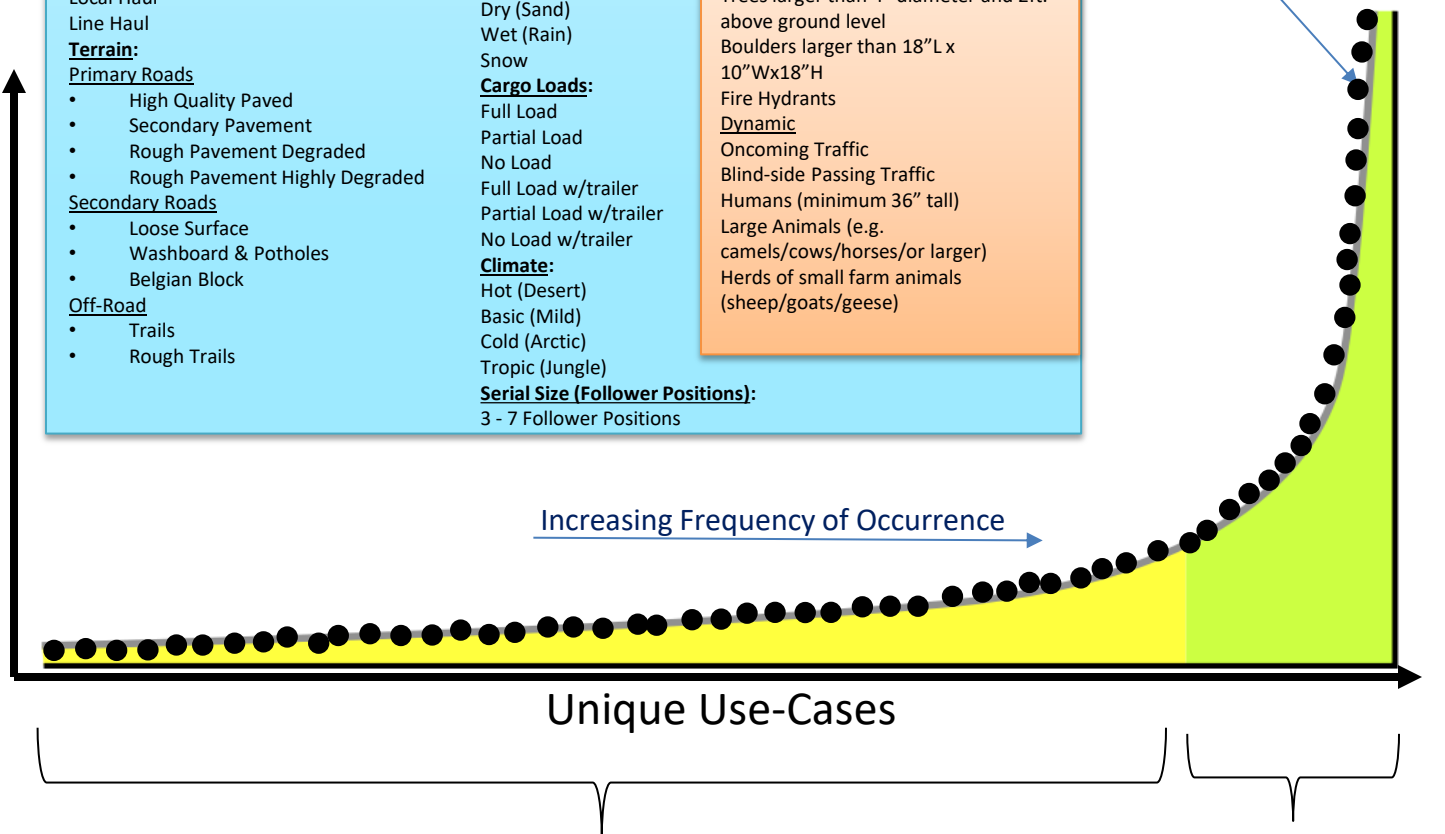 Line Haul
Terrain:
Primary Roads
• High Quality Paved
• Secondary Pavement
• Rough Pavement Degraded
• Rough Pavement Highly Degraded
Secondary Roads
• Loose Surface
• Washboard & Potholes
• Belgian Block
Off-Road
• Trails
• Rough Trails
Dry (Sand)
Wet (Rain)
Snow
Cargo Loads:
Full Load
Partial Load
No Load
Full Load w/trailer
Partial Load w/trailer
No Load w/trailer
Climate:
Hot (Desert)
Basic (Mild)
Cold (Arctic)
Tropic (Jungle)
Serial Size (Follower Positions):
3 - 7 Follower Positions
above ground level
Boulders larger than 18”L x
10”Wx18”H
Fire Hydrants
Dynamic
Oncoming Traffic
Blind-side Passing Traffic
Humans (minimum 36” tall)
Large Animals (e.g.
camels/cows/horses/or larger)
Herds of small farm animals
(sheep/goats/geese)
Increasing Frequency of Occurrence
Unique Use-Cases